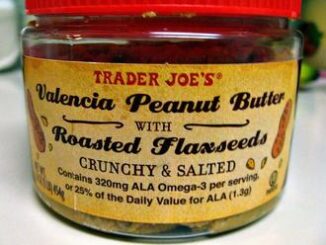 TRADER JOE'S®
Valencia Peanut Butter
WITH
Roasted Flaxseeds
CRUNCHY & SALTED
Contains 320mg ALA Omega-3 per serving,
or 25% of the Daily Value for ALA (1.3g)